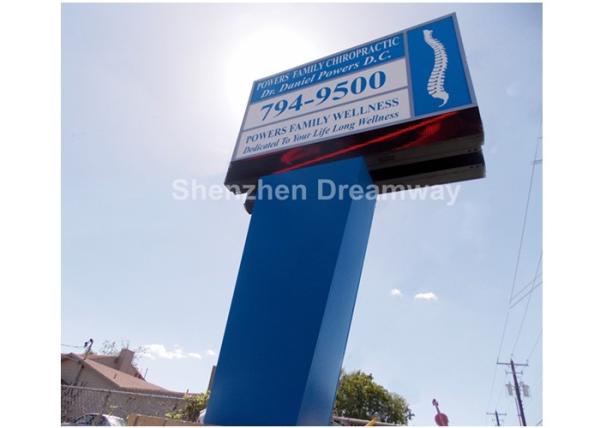 POWERS FAMILY CHIROPRACTIC
Dr. Daniel Powers D.C.
794-9500
POWERS FAMILY WELLNESS
Dedicated To Your Life Long Wellness
Shenzhen Dreamway